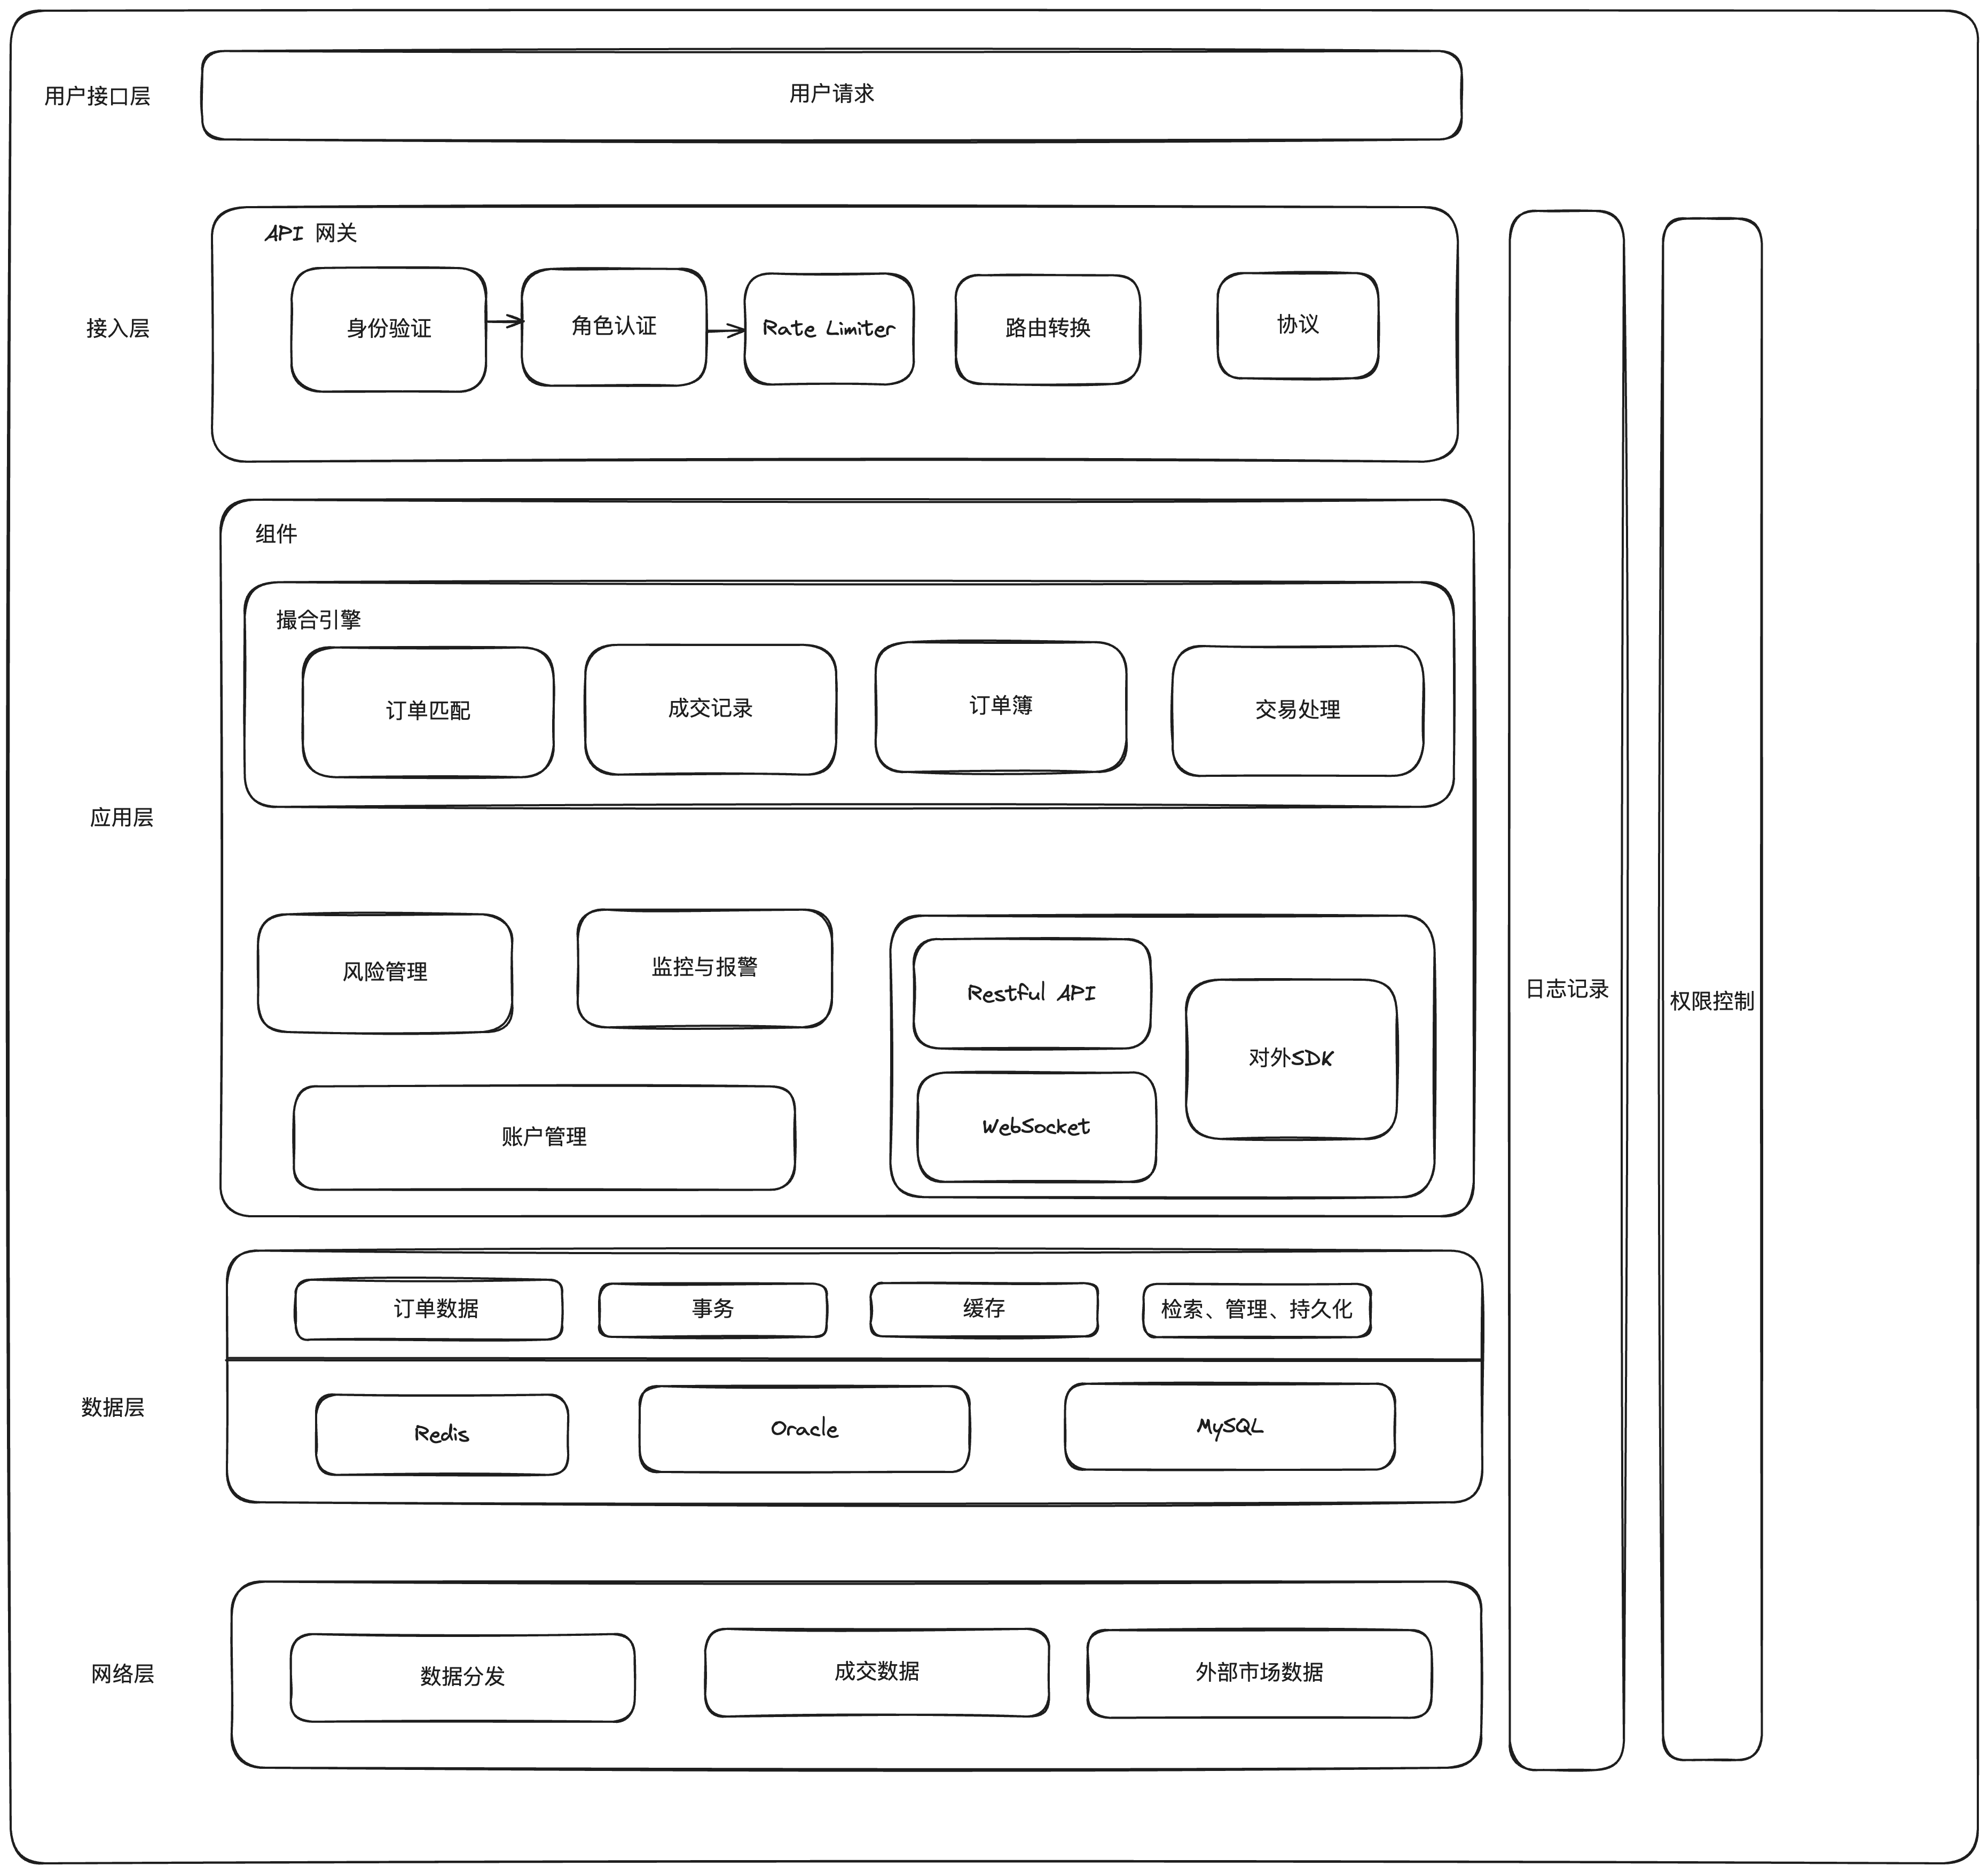 用户接口层
用户请求
接入层
API 网关
身份验证
角色认证
Rate Limiter
路由转换
协议
应用层
组件
撮合引擎
订单匹配
成交记录
订单簿
交易处理
风险管理
监控与报警
Restful API
对外SDK
WebSocket
账户管理
数据层
订单数据
事务
缓存
检索、管理、持久化
Redis
Oracle
MySQL
网络层
数据分发
成交数据
外部市场数据
日志记录
权限控制